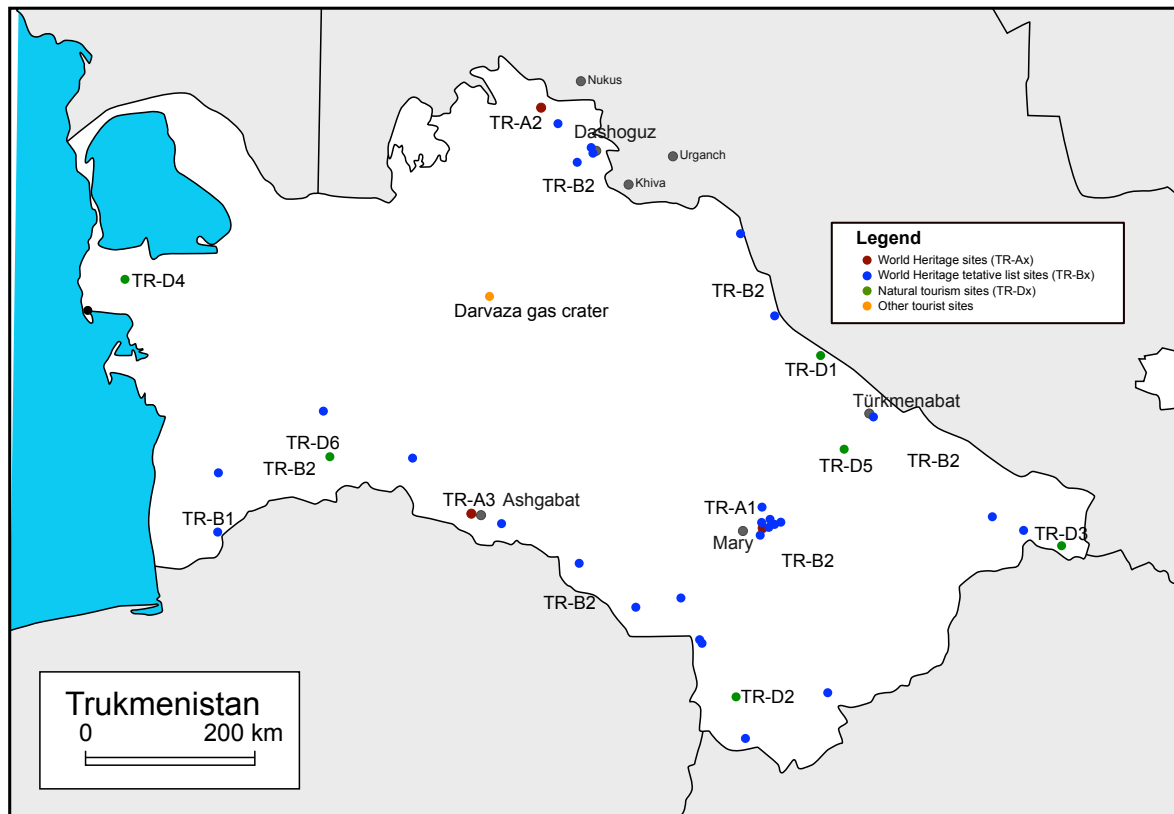 Nukus
TR-A2
Dashoguz
Urganch
TR-B2
Khiva
Legend
World Heritage sites (TR-Ax)
World Heritage tetative list sites (TR-Bx)
Natural tourism sites (TR-Dx)
Other tourist sites
TR-D4
TR-B2
Darvaza gas crater
TR-D1
Türkmenabat
TR-D6
TR-B2
TR-D5
TR-B2
TR-A3
Ashgabat
TR-A1
TR-B1
Mary
TR-D3
TR-B2
TR-B2
TR-D2
Trukmenistan
0 200 km